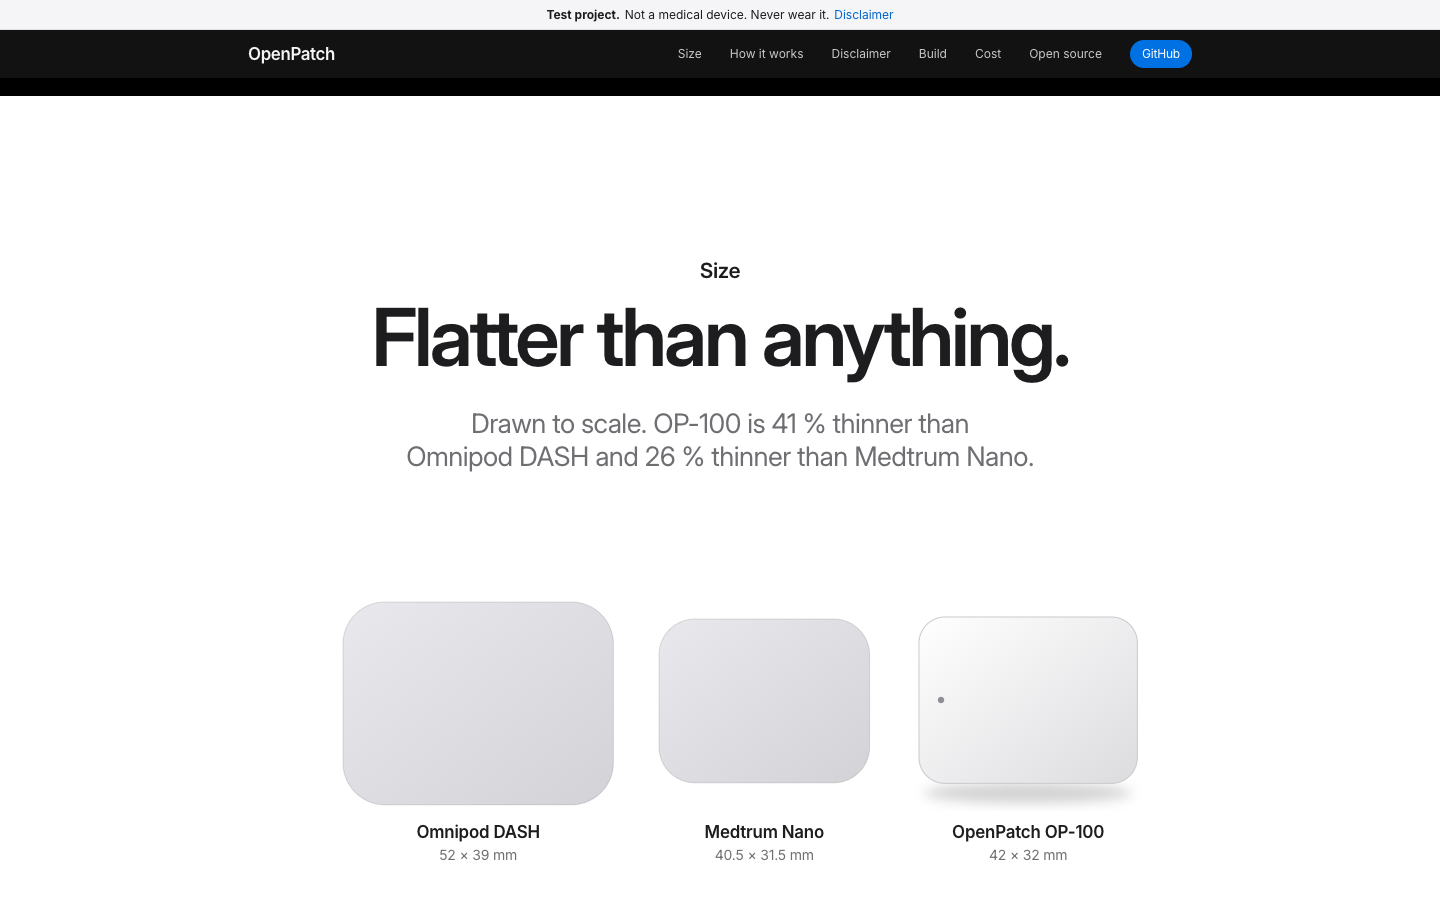 Test project. Not a medical device. Never wear it. Disclaimer
OpenPatch Size How it works Disclaimer Build Cost Open source GitHub
Size
Flatter than anything.
Drawn to scale. OP-100 is 41 % thinner than
Omnipod DASH and 26 % thinner than Medtrum Nano.
Omnipod DASH Medtrum Nano OpenPatch OP-100
52 × 39 mm 40.5 × 31.5 mm 42 × 32 mm